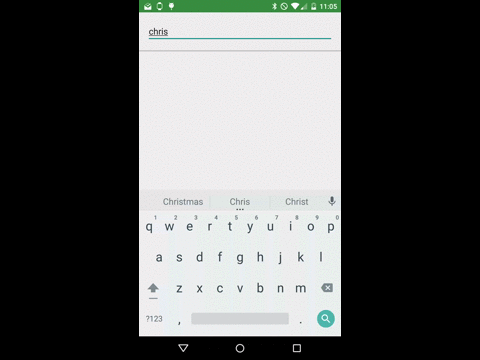 11:05
chris
Christmas Chris Christ
1 2 3 4 5 6 7 8 9 0
q w e r t y u i o p
a s d f g h j k l
z x c v b n m
?123 , .